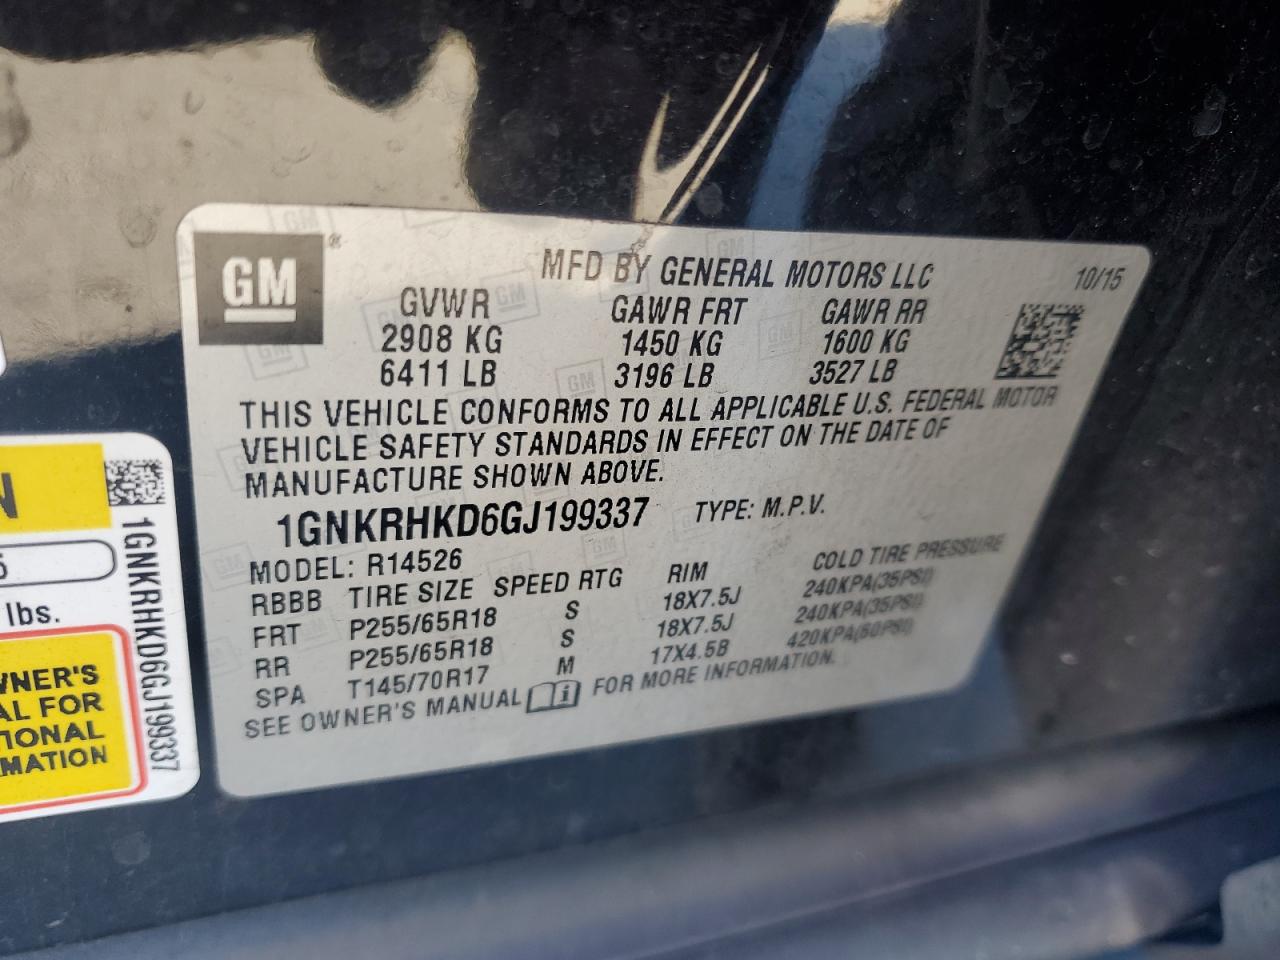 GM
®
MFD BY GENERAL MOTORS LLC
10/15
GVWR GAWR FRT GAWR RR
2908 KG 1450 KG 1600 KG
6411 LB 3196 LB 3527 LB
THIS VEHICLE CONFORMS TO ALL APPLICABLE U.S. FEDERAL MOTOR
VEHICLE SAFETY STANDARDS IN EFFECT ON THE DATE OF
MANUFACTURE SHOWN ABOVE.
1GNKRHKD6GJ199337 TYPE: M.P.V.
MODEL: R14526
RBBB TIRE SIZE SPEED RTG RIM COLD TIRE PRESSURE
FRT P255/65R18 S 18X7.5J 240KPA(35PSI)
RR P255/65R18 S 18X7.5J 240KPA(35PSI)
SPA T145/70R17 M 17X4.5B 420KPA(60PSI)
SEE OWNER'S MANUAL FOR MORE INFORMATION.
N
lbs.
WNER'S
AL FOR
TIONAL
MATION
1GNKRHKD6GJ199337